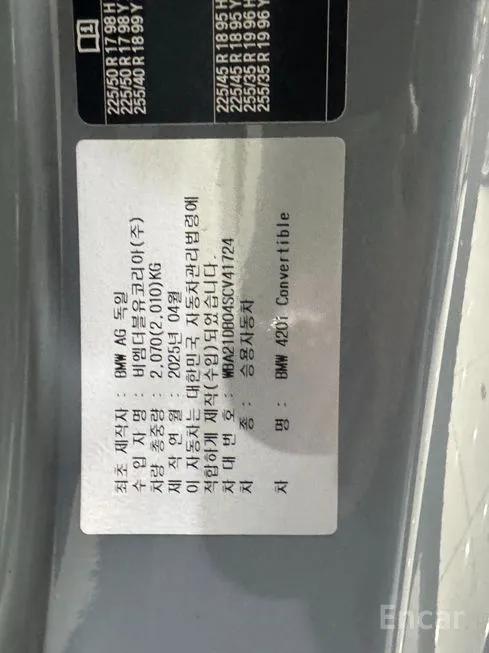 225/50 R 17 98 H
225/50 R 17 98 Y
255/40 R 18 99 Y
225/45 R 18 95 H
225/45 R 18 95 Y
255/35 R 19 96 H
255/35 R 19 96 Y
최초 제작자 : BMW AG 독일
수 입 자 명 : 비엠더블유코리아(주)
차량 총중량 : 2,070(2,010)KG
제 작 연 월 : 2025년 04월
이 자동차는 대한민국 자동차관리법령에
적합하게 제작(수입)되었습니다.
차 대 번 호 : WBA21DB04SCV41724
차 종 : 승용자동차
차 명 : BMW 420i Convertible
Encar